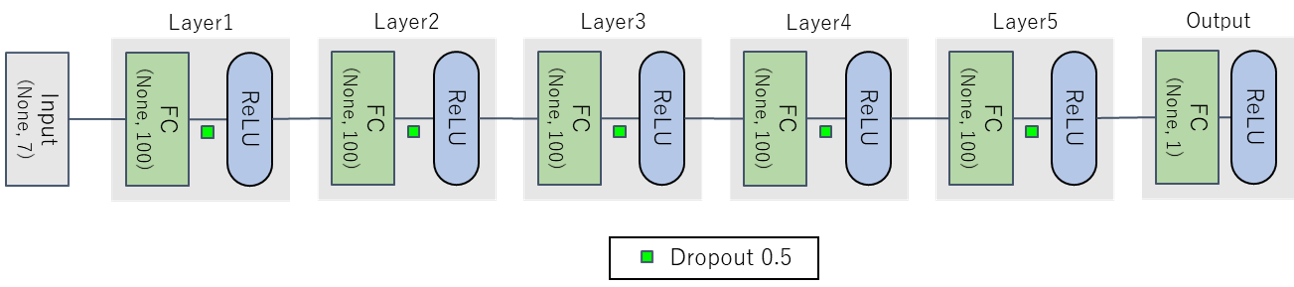 Layer1
Layer2
Layer3
Layer4
Layer5
Output
Input
(None, 7)
FC
(None, 100)
ReLU
FC
(None, 100)
ReLU
FC
(None, 100)
ReLU
FC
(None, 100)
ReLU
FC
(None, 100)
ReLU
FC
(None, 1)
ReLU
Dropout 0.5